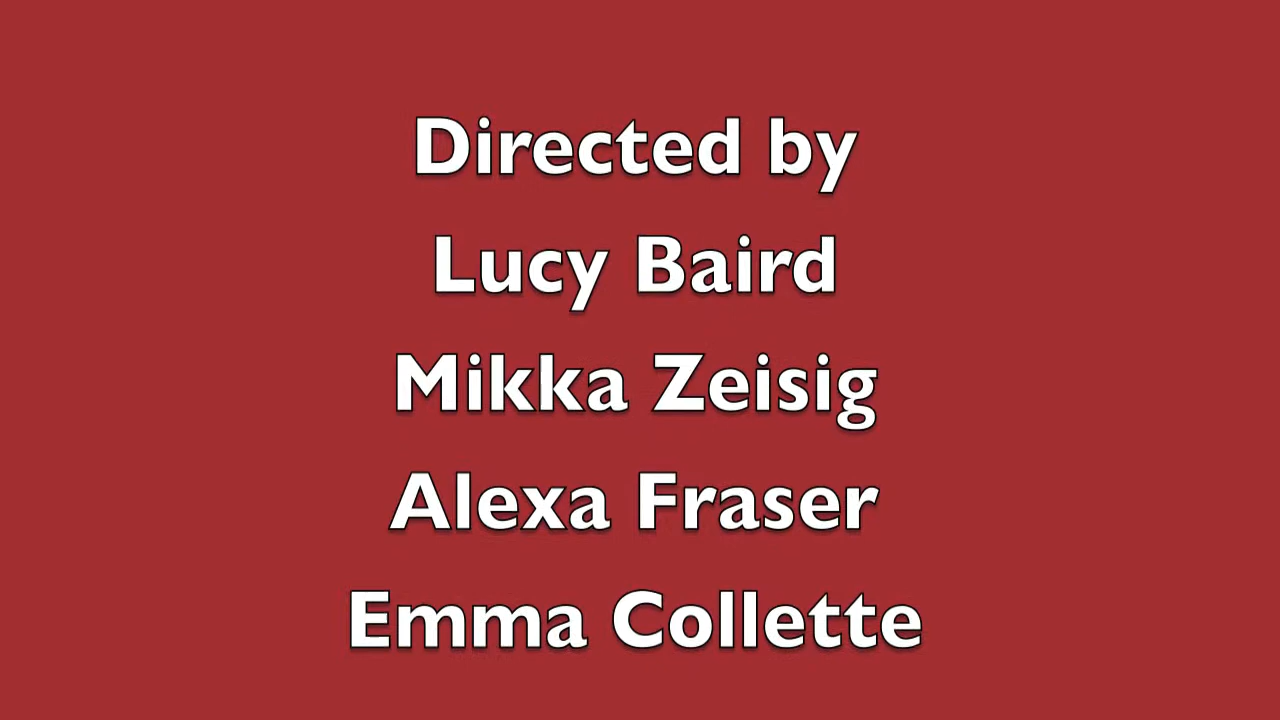 Directed by
Lucy Baird
Mikka Zeisig
Alexa Fraser
Emma Collette